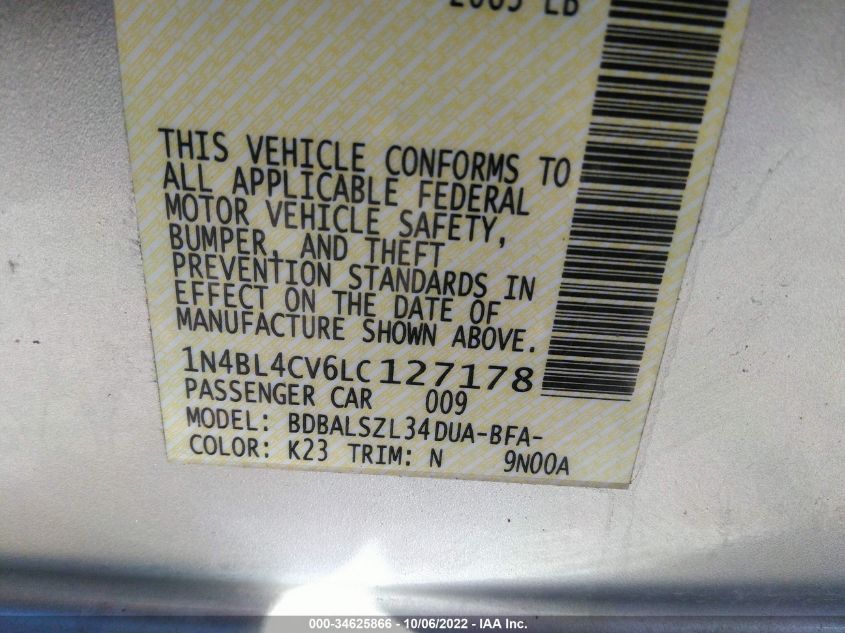 2605 LB
THIS VEHICLE CONFORMS TO
ALL APPLICABLE FEDERAL
MOTOR VEHICLE SAFETY,
BUMPER, AND THEFT
PREVENTION STANDARDS IN
EFFECT ON THE DATE OF
MANUFACTURE SHOWN ABOVE.
1N4BL4CV6LC127178
PASSENGER CAR 009
MODEL: BDBALSZL34DUA-BFA-
COLOR: K23 TRIM: N 9N00A
000-34625866 - 10/06/2022 - IAA Inc.